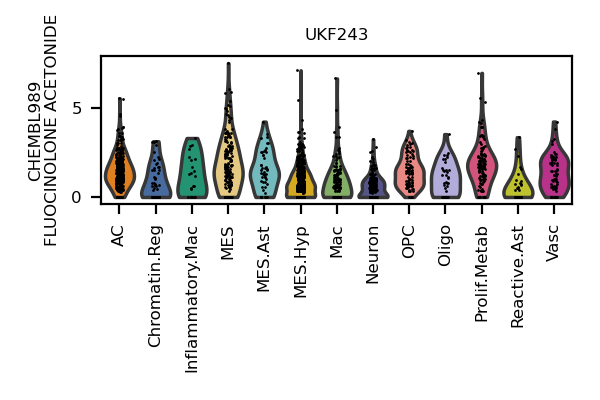 UKF243
CHEMBL989
FLUOCINOLONE ACETONIDE
5
0
AC
Chromatin.Reg
Inflammatory.Mac
MES
MES.Ast
MES.Hyp
Mac
Neuron
OPC
Oligo
Prolif.Metab
Reactive.Ast
Vasc